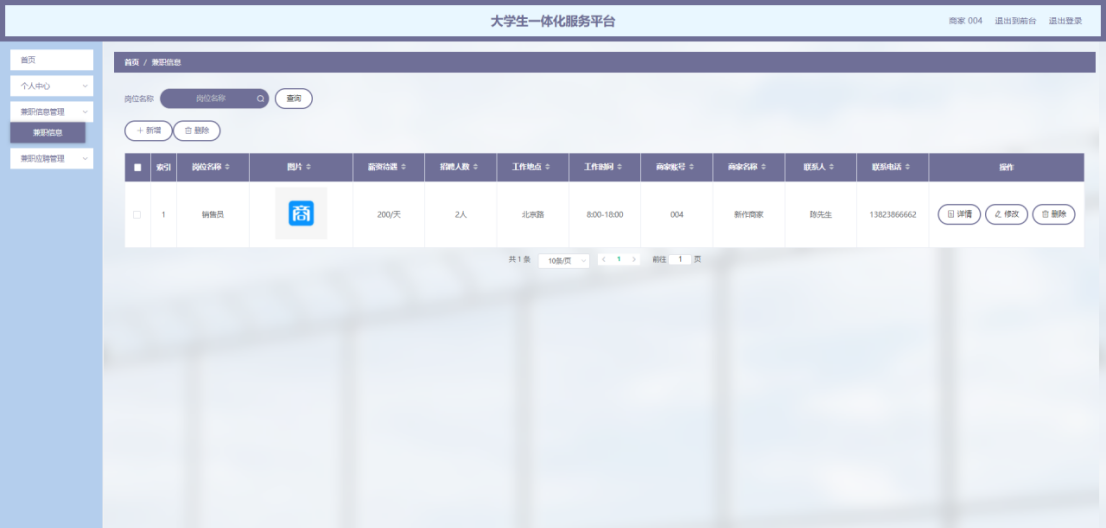 大学生一体化服务平台
商家 004 退出到前台 退出登录
首页
个人中心
兼职信息管理
兼职信息
兼职应聘管理
首页 / 兼职信息
岗位名称 岗位名称 查询
+ 新增 删除
索引 岗位名称 图片 薪资待遇 招聘人数 工作地点 工作时间 商家账号 商家名称 联系人 联系电话 操作
1 销售员 商 200/天 2人 北京路 8:00-18:00 004 新作商家 陈先生 13823866662 详情 修改 删除
共 1 条 10条/页 < 1 > 前往 1 页